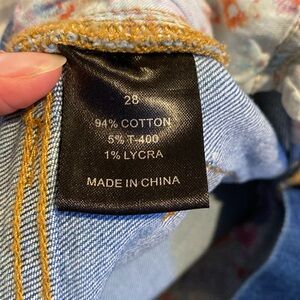 28
94% COTTON
5% T-400
1% LYCRA
MADE IN CHINA